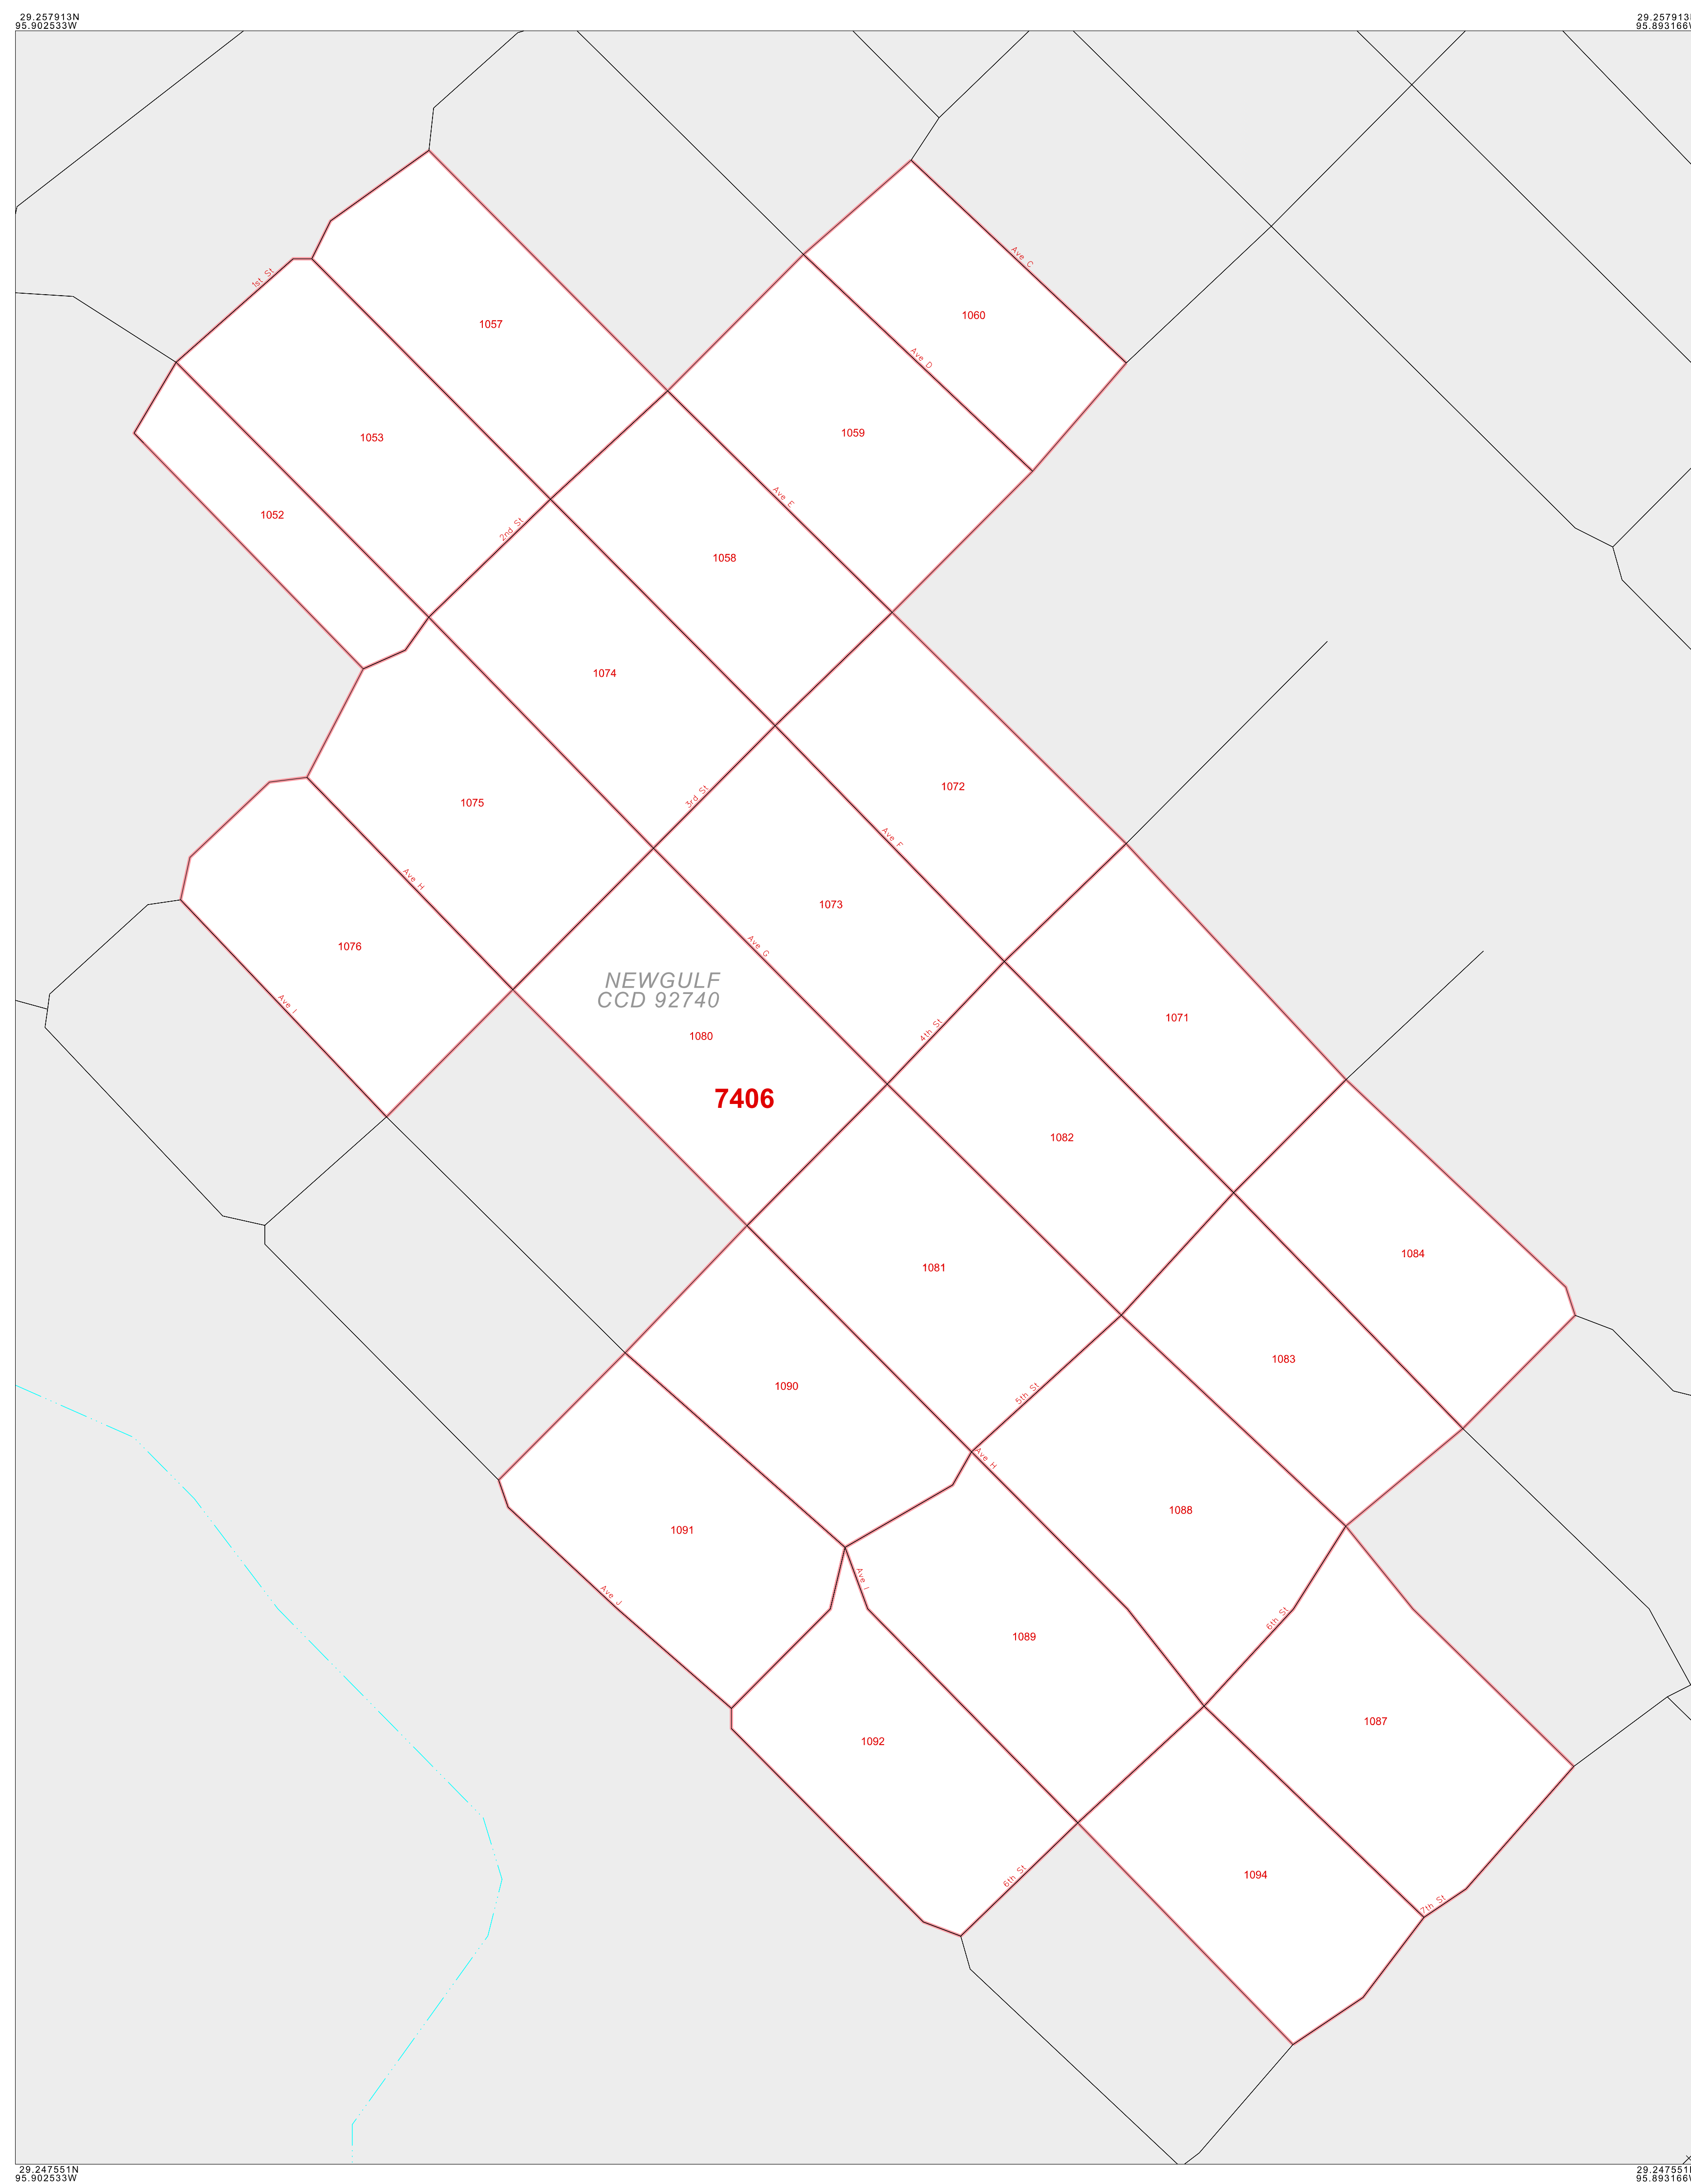 29.257913N
95.902533W
29.257913
95.893166
Ave C
1st St
1060
1057
Ave D
1059
1053
Ave E
1052
2nd St
1058
1074
1072
3rd St
1075
Ave F
Ave H
1073
1076
Ave G
NEWGULF
CCD 92740
Ave I
1071
4th St
1080
7406
1082
1084
1081
1083
1090
5th St
Ave H
1088
1091
Ave I
Ave J
6th St
1089
1087
1092
6th St
1094
7th St
29.247551N
95.902533W
29.247551
95.893166